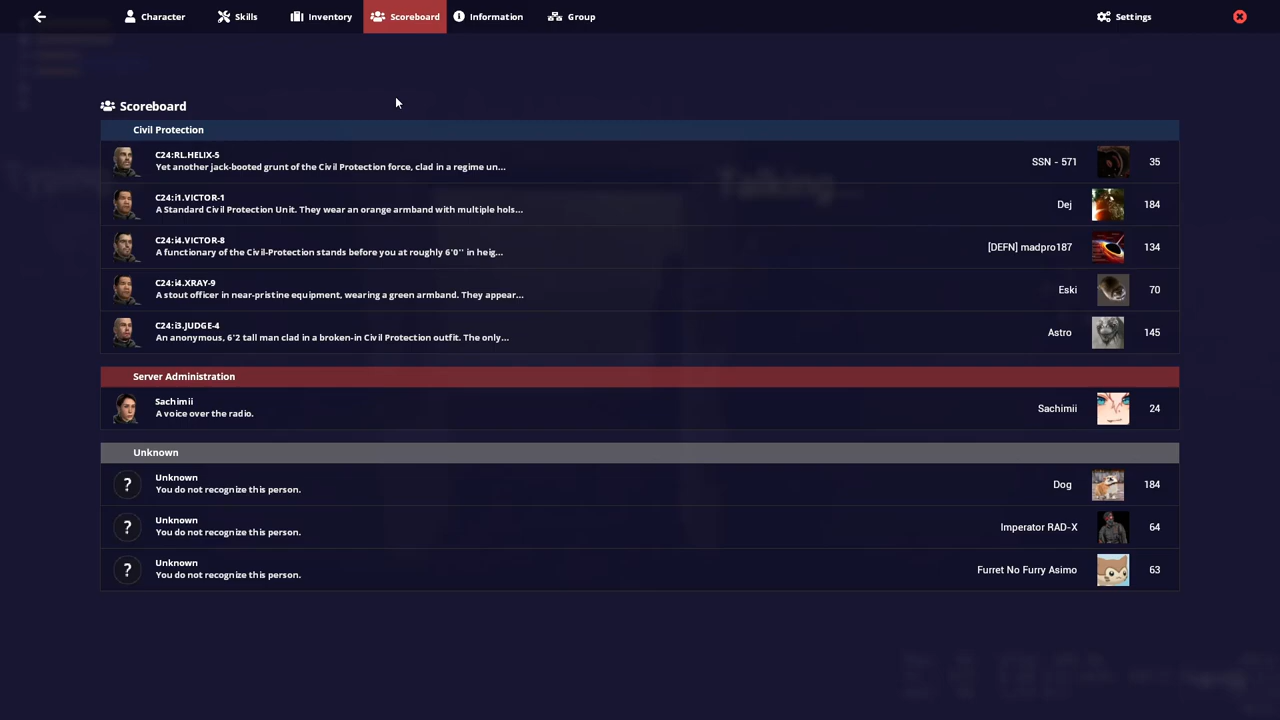 Character Skills Inventory Scoreboard Information Group Settings
Typing
Talking...
Scoreboard
Civil Protection
C24:RL.HELIX-5
Yet another jack-booted grunt of the Civil Protection force, clad in a regime un...
SSN - 571 35
C24:i1.VICTOR-1
A Standard Civil Protection Unit. They wear an orange armband with multiple hols...
Dej 184
C24:i4.VICTOR-8
A functionary of the Civil-Protection stands before you at roughly 6'0'' in heig...
[DEFN] madpro187 134
C24:i4.XRAY-9
A stout officer in near-pristine equipment, wearing a green armband. They appear...
Eski 70
C24:i3.JUDGE-4
An anonymous, 6'2 tall man clad in a broken-in Civil Protection outfit. The only...
Astro 145
Server Administration
Sachimii
A voice over the radio.
Sachimii 24
Unknown
Unknown
You do not recognize this person.
Dog 184
Unknown
You do not recognize this person.
Imperator RAD-X 64
Unknown
You do not recognize this person.
Furret No Furry Asimo 63